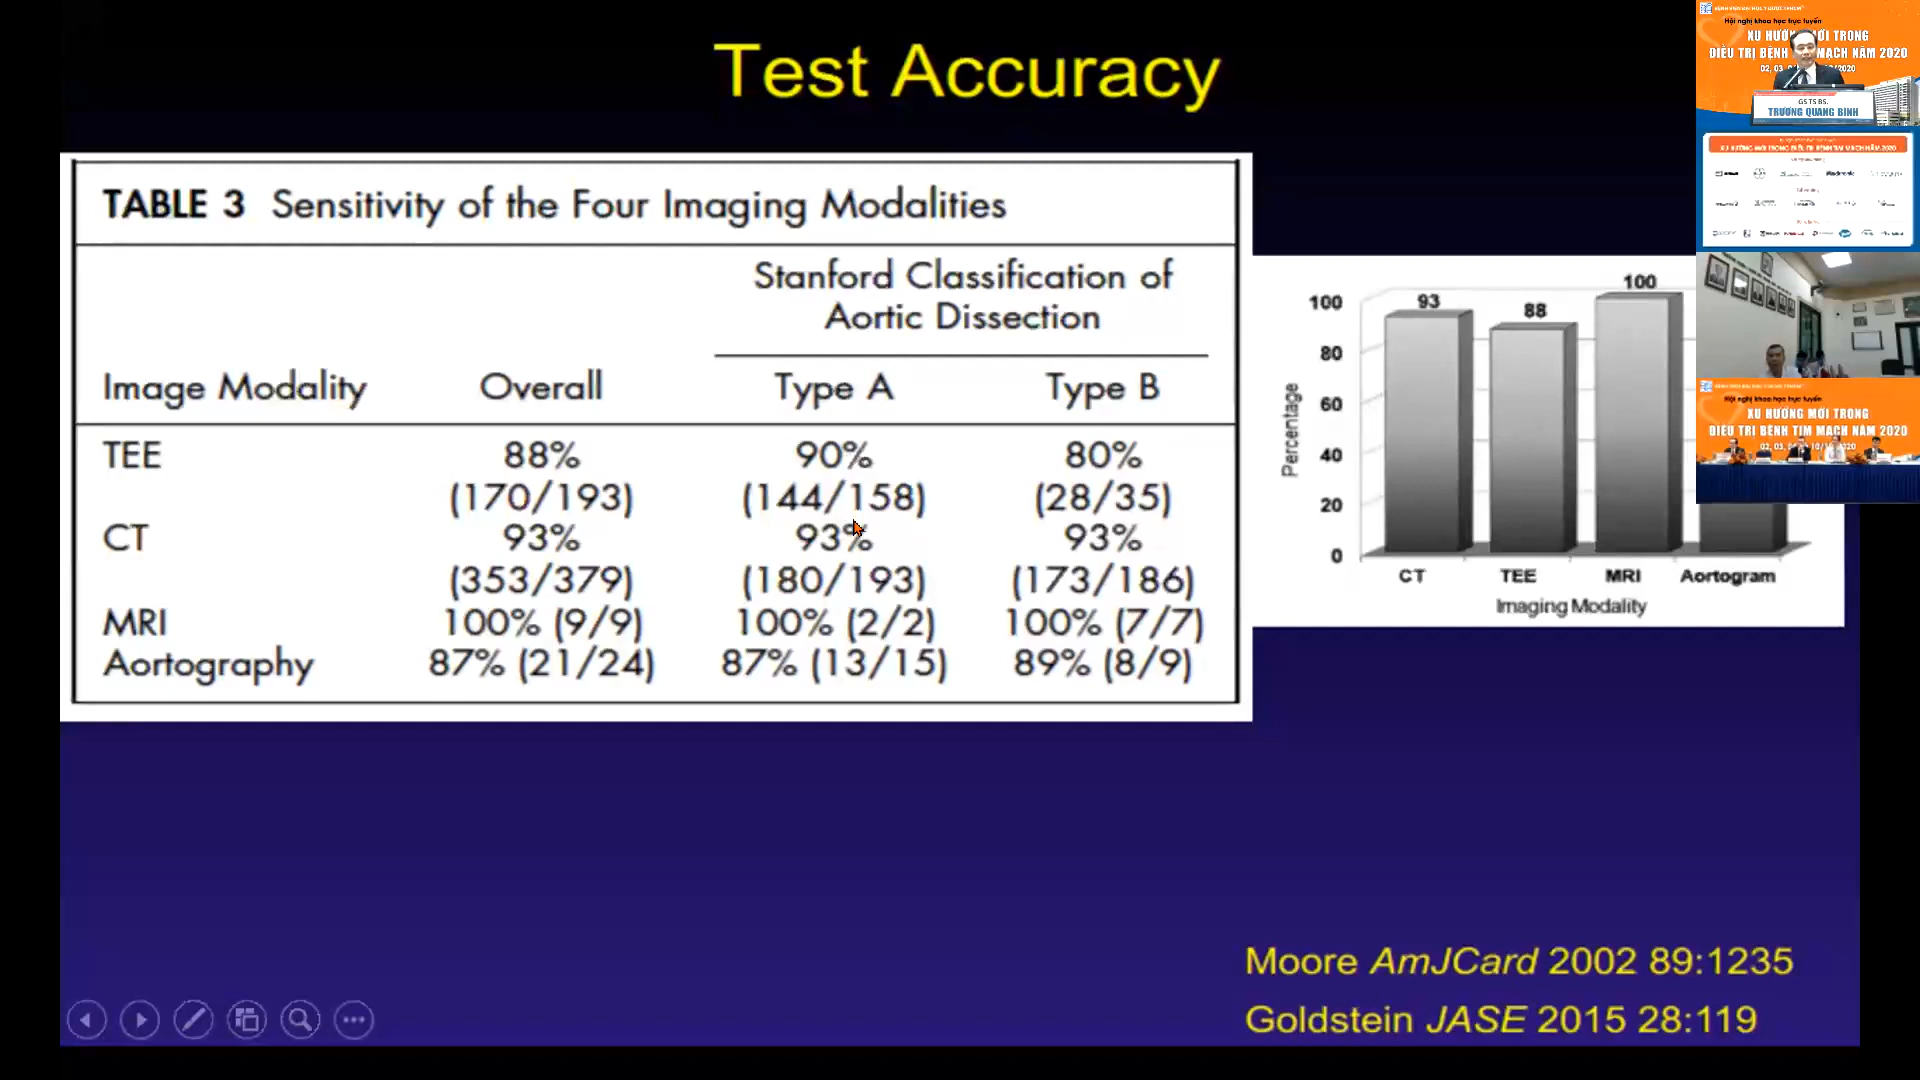 Test Accuracy
TABLE 3 Sensitivity of the Four Imaging Modalities
Stanford Classification of
Aortic Dissection
Image Modality Overall Type A Type B
TEE 88% 90% 80%
(170/193) (144/158) (28/35)
CT 93% 93% 93%
(353/379) (180/193) (173/186)
MRI 100% (9/9) 100% (2/2) 100% (7/7)
Aortography 87% (21/24) 87% (13/15) 89% (8/9)
Percentage
100
80
60
40
20
0
93
88
100
CT TEE MRI Aortogram
Imaging Modality
Moore AmJCard 2002 89:1235
Goldstein JASE 2015 28:119
Hội nghị khoa học trực tuyến
XU HƯỚNG MỚI TRONG
ĐIỀU TRỊ BỆNH MẠCH NĂM 2020
02, 03, /2020
GS TS BS.
TRƯƠNG QUANG BÌNH
XU HƯỚNG MỚI TRONG ĐIỀU TRỊ BỆNH TIM MẠCH NĂM 2020
Medtronic
Hội nghị khoa học trực tuyến
XU HƯỚNG MỚI TRONG
ĐIỀU TRỊ BỆNH TIM MẠCH NĂM 2020
02, 03, 10/2020